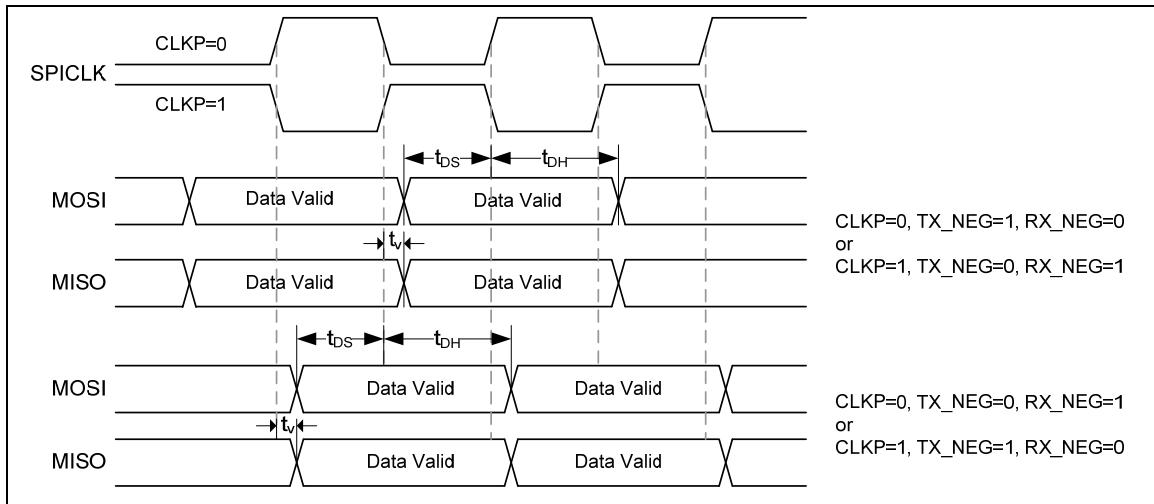 CLKP=0
SPICLK
CLKP=1
tDS tDH
MOSI Data Valid Data Valid
CLKP=0, TX_NEG=1, RX_NEG=0
or
CLKP=1, TX_NEG=0, RX_NEG=1
tv
MISO Data Valid Data Valid
tDS tDH
MOSI Data Valid Data Valid
CLKP=0, TX_NEG=0, RX_NEG=1
or
CLKP=1, TX_NEG=1, RX_NEG=0
tv
MISO Data Valid Data Valid